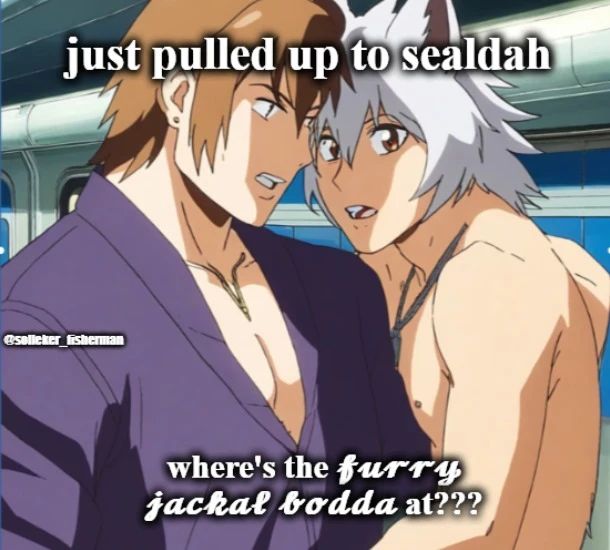 just pulled up to sealdah
@solleker_fisherman
where's the furry
jackal bodda at???